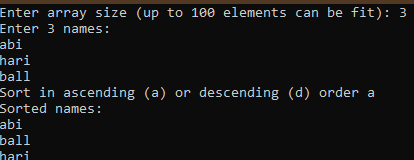 Enter array size (up to 100 elements can be fit): 3
Enter 3 names:
abi
hari
ball
Sort in ascending (a) or descending (d) order a
Sorted names:
abi
ball
hari